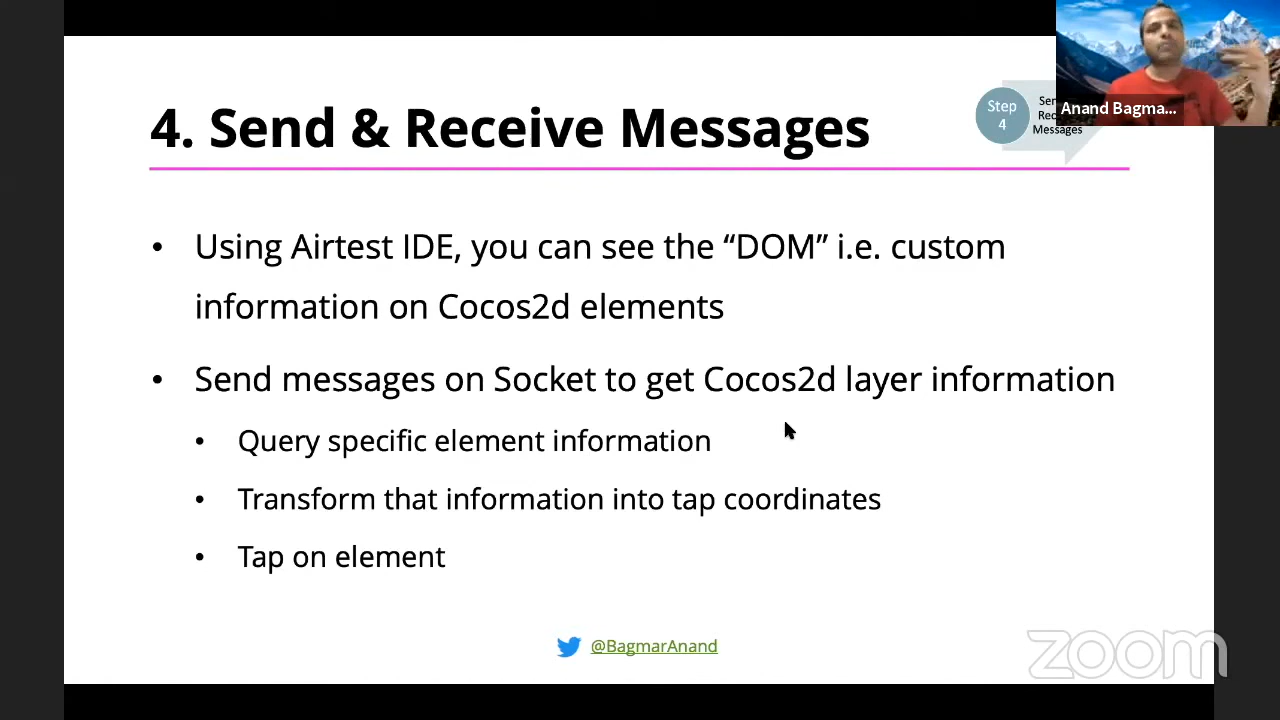 4. Send & Receive Messages
Step
4
Messages
Anand Bagma...
• Using Airtest IDE, you can see the “DOM” i.e. custom
information on Cocos2d elements
• Send messages on Socket to get Cocos2d layer information
• Query specific element information
• Transform that information into tap coordinates
• Tap on element
@BagmarAnand
zoom